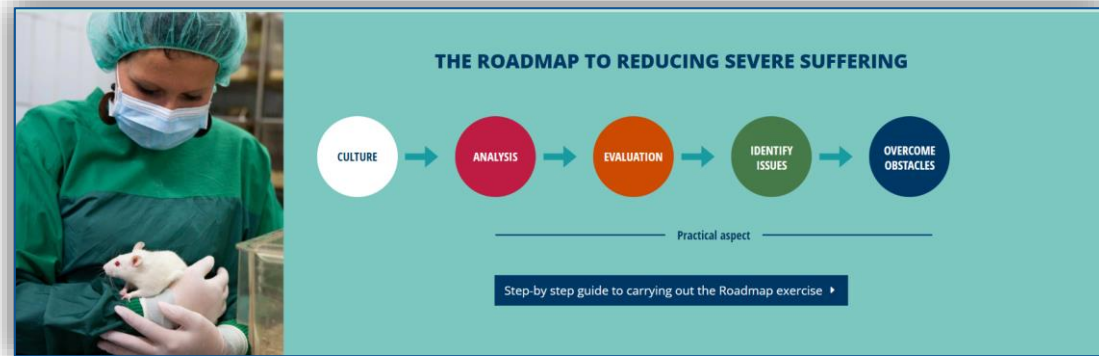 THE ROADMAP TO REDUCING SEVERE SUFFERING
CULTURE
ANALYSIS
EVALUATION
IDENTIFY
ISSUES
OVERCOME
OBSTACLES
Practical aspect
Step-by step guide to carrying out the Roadmap exercise